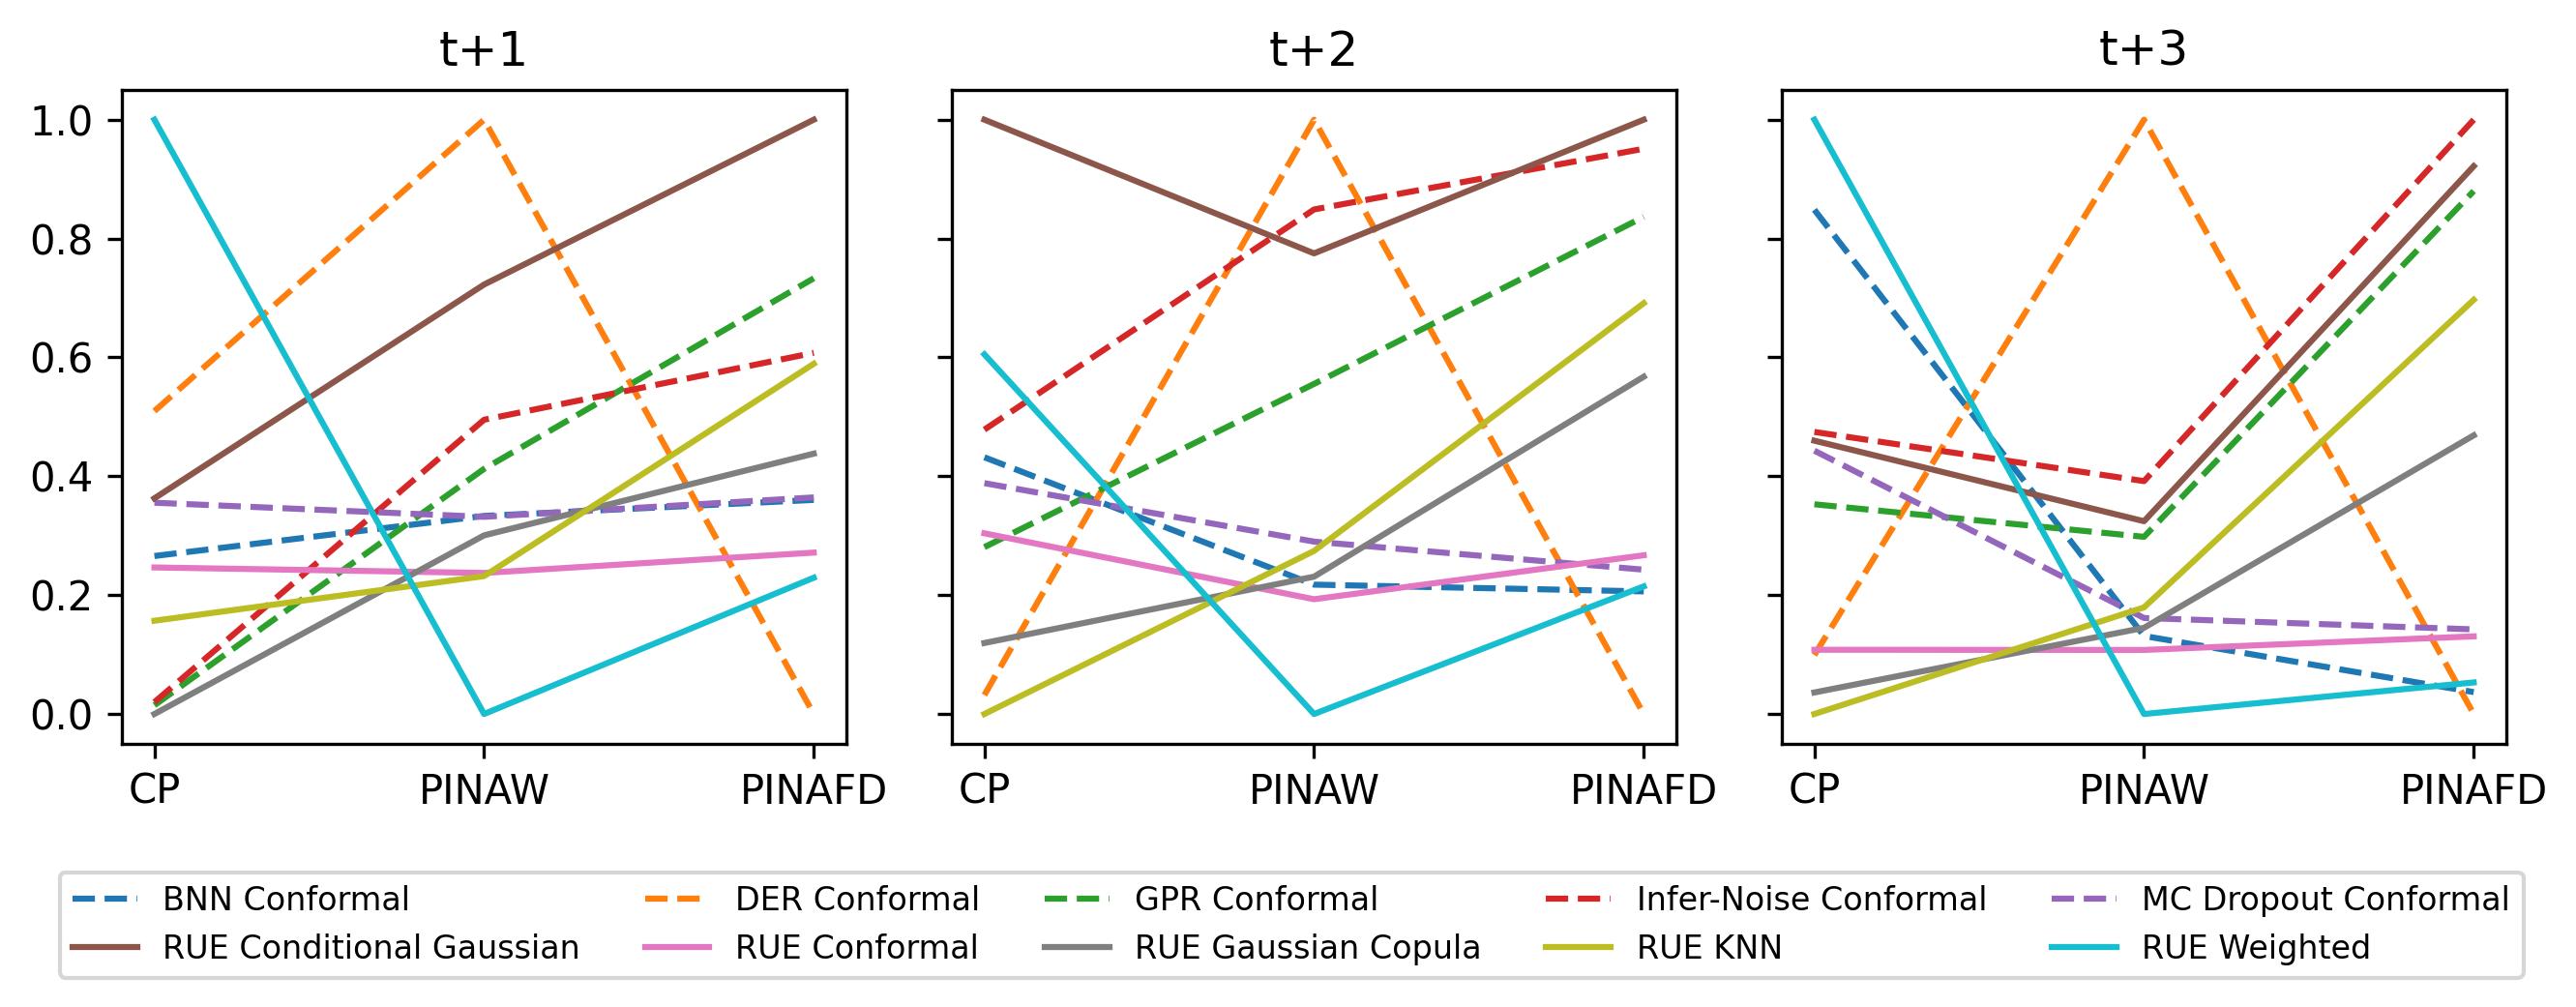 t+1 t+2 t+3
1.0
0.8
0.6
0.4
0.2
0.0
CP PINAW PINAFD CP PINAW PINAFD CP PINAW PINAFD
BNN Conformal DER Conformal GPR Conformal Infer-Noise Conformal MC Dropout Conformal
RUE Conditional Gaussian RUE Conformal RUE Gaussian Copula RUE KNN RUE Weighted